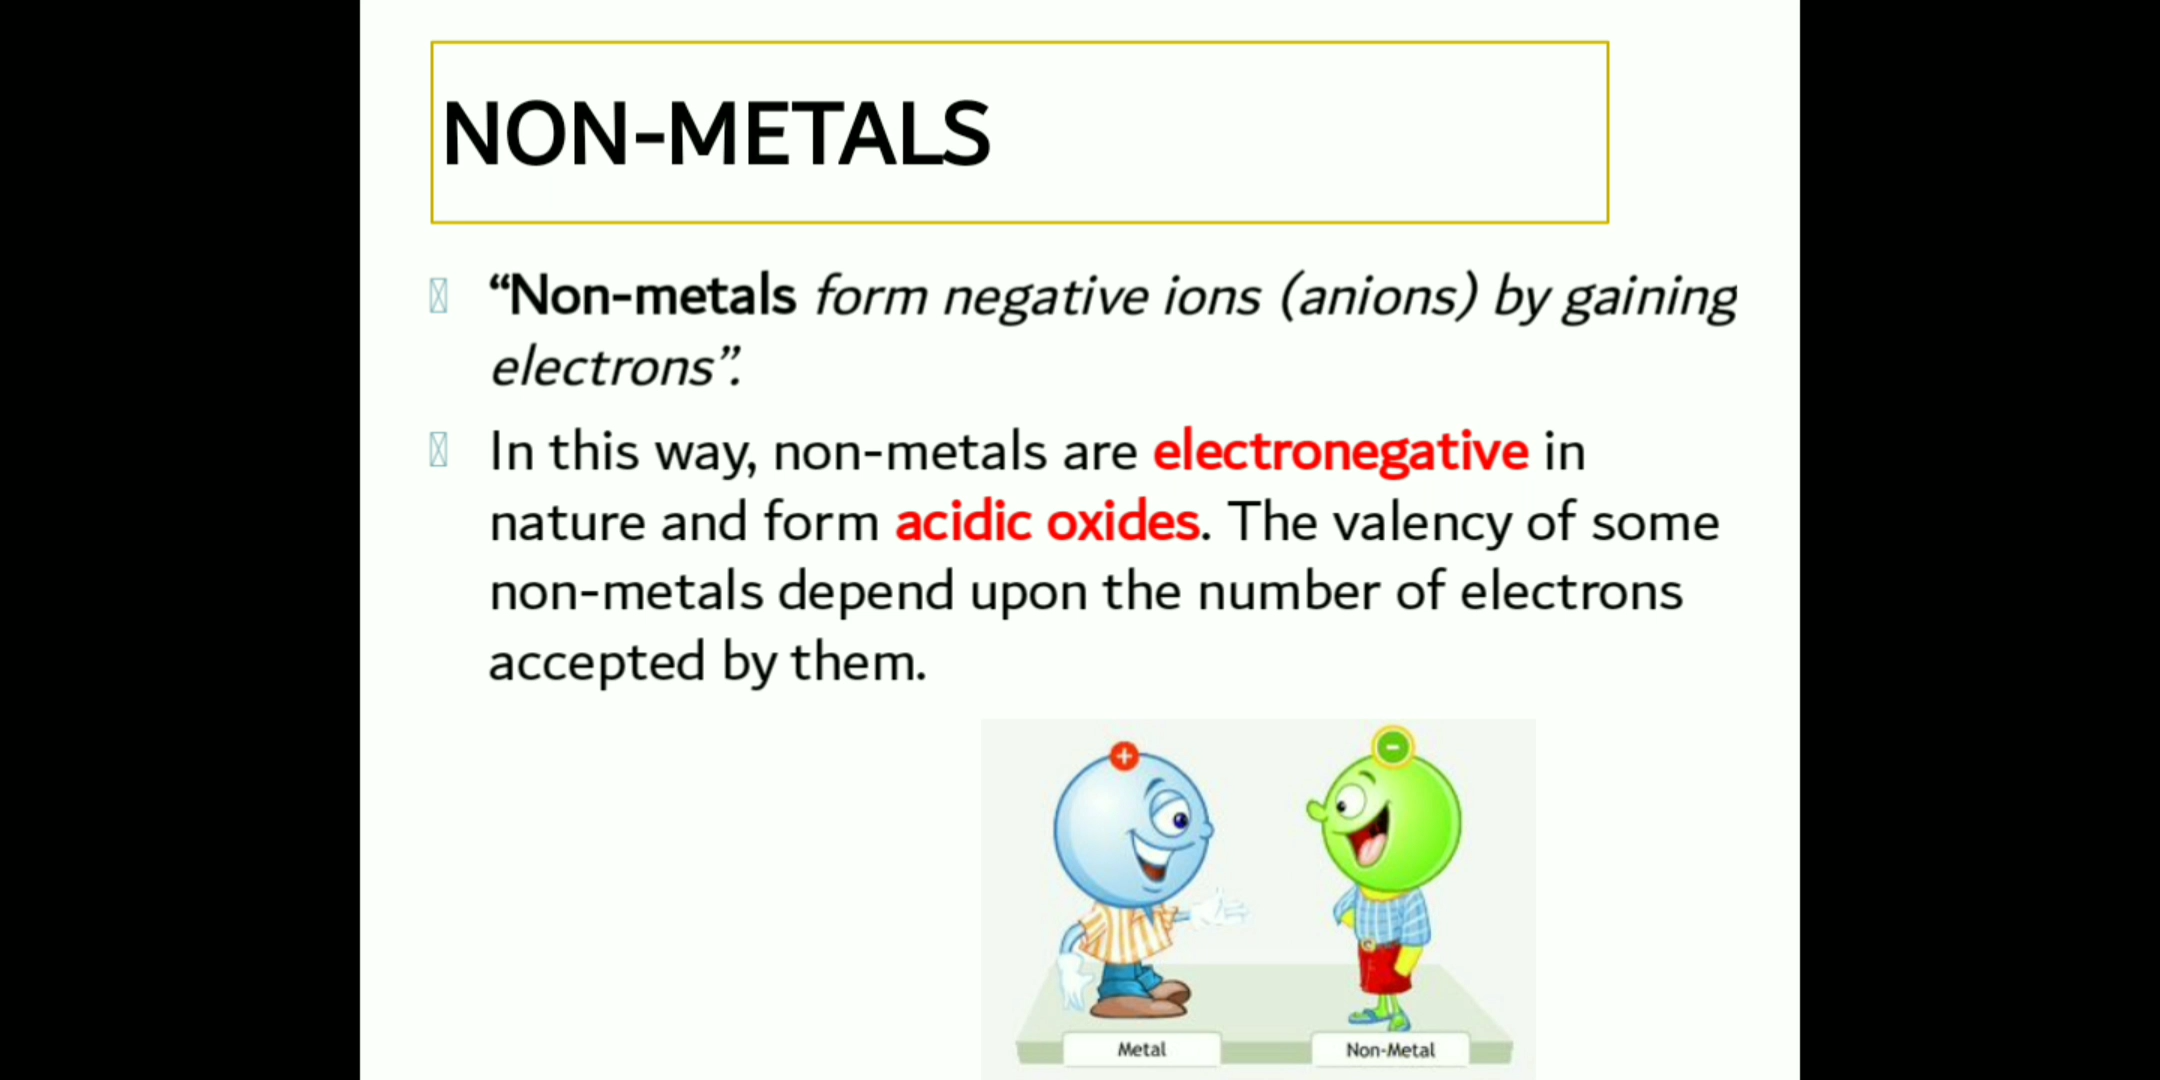 NON-METALS
“Non-metals form negative ions (anions) by gaining
electrons”.
In this way, non-metals are electronegative in
nature and form acidic oxides. The valency of some
non-metals depend upon the number of electrons
accepted by them.
+ -
Metal Non-Metal